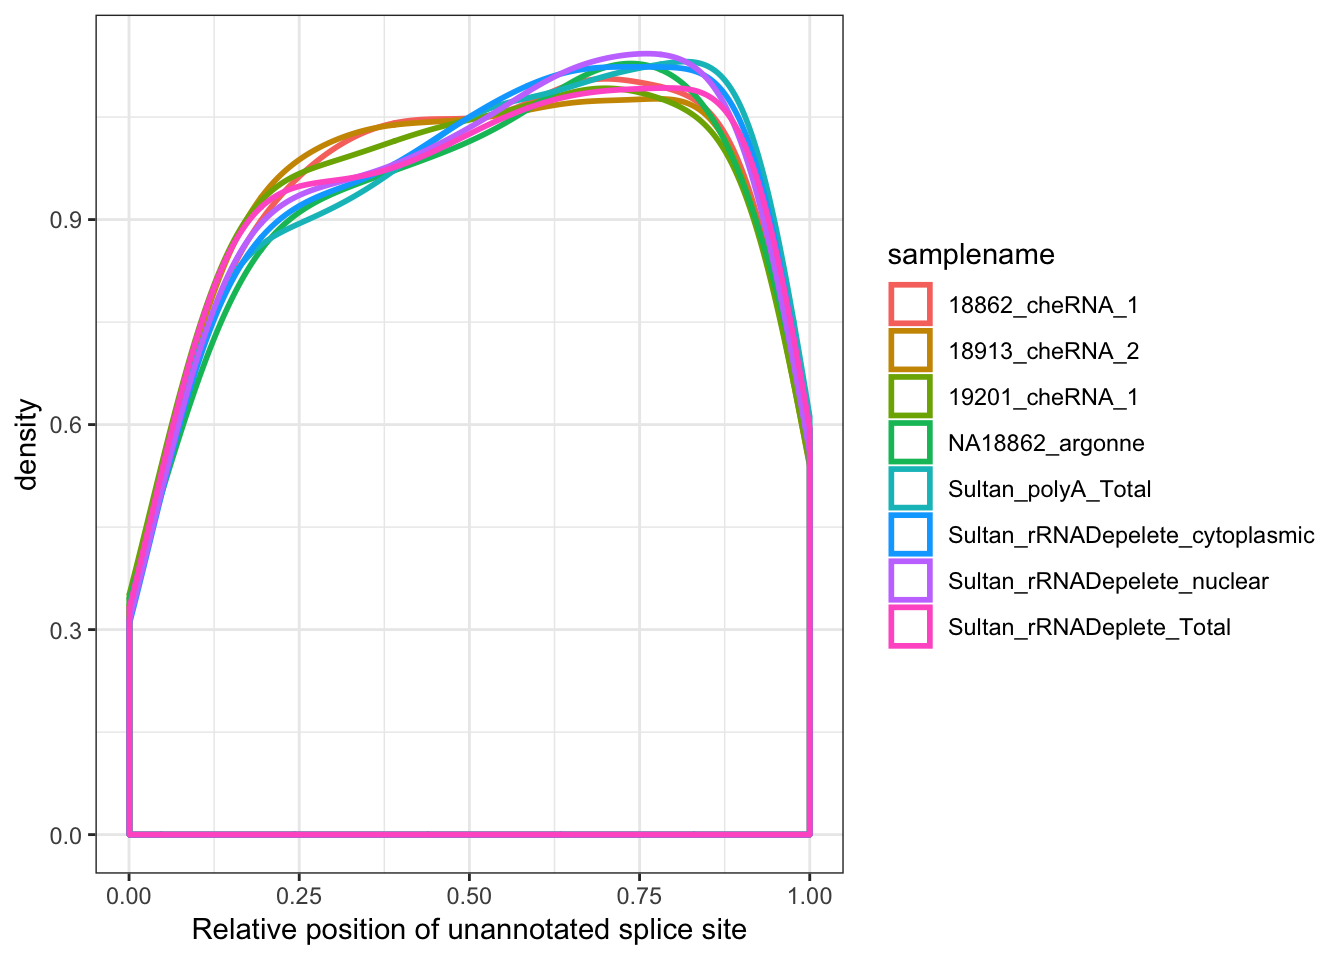 density
0.9
0.6
0.3
0.0
0.00 0.25 0.50 0.75 1.00
Relative position of unannotated splice site
samplename
18862_cheRNA_1
18913_cheRNA_2
19201_cheRNA_1
NA18862_argonne
Sultan_polyA_Total
Sultan_rRNADepelete_cytoplasmic
Sultan_rRNADepelete_nuclear
Sultan_rRNADeplete_Total